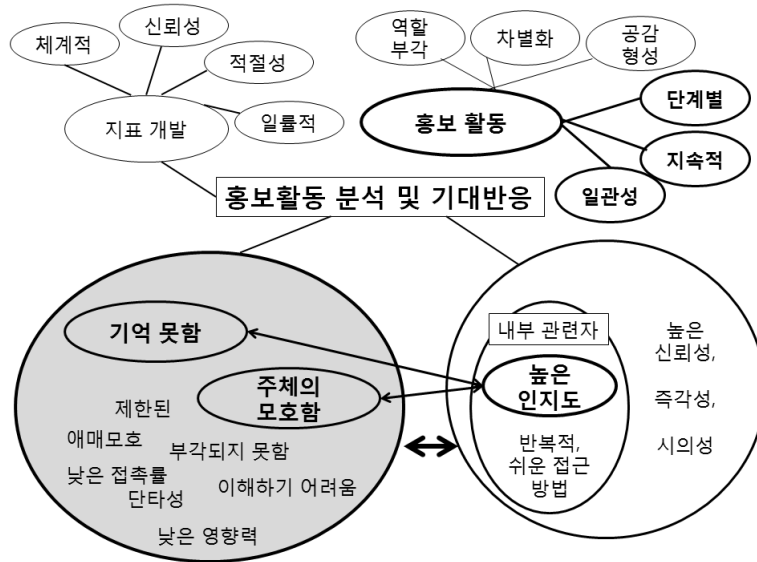 체계적
신뢰성
적절성
일률적
지표 개발
역할
부각
차별화
공감
형성
홍보 활동
단계별
지속적
일관성
홍보활동 분석 및 기대반응
기억 못함
주체의
모호함
제한된
애매모호
부각되지 못함
낮은 접촉률
단타성
이해하기 어려움
낮은 영향력
내부 관련자
높은
인지도
반복적,
쉬운 접근
방법
높은
신뢰성,
즉각성,
시의성